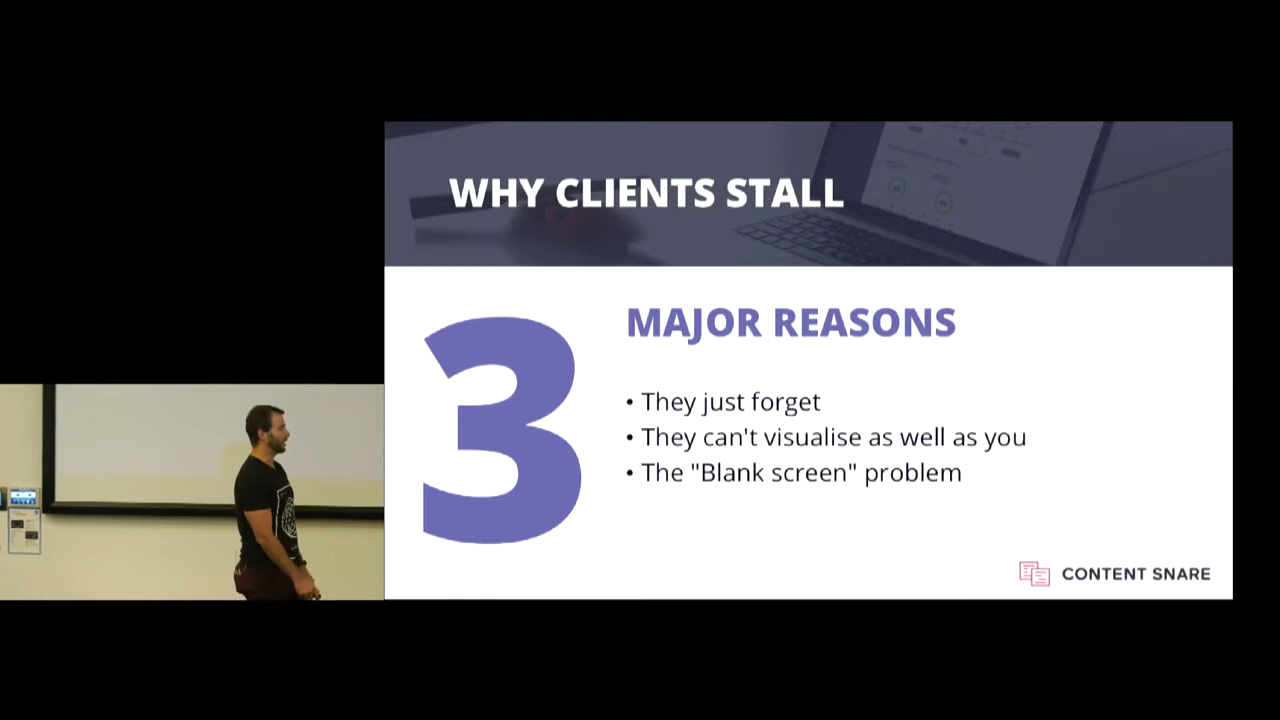 WHY CLIENTS STALL
3
MAJOR REASONS
• They just forget
• They can't visualise as well as you
• The "Blank screen" problem
CONTENT SNARE